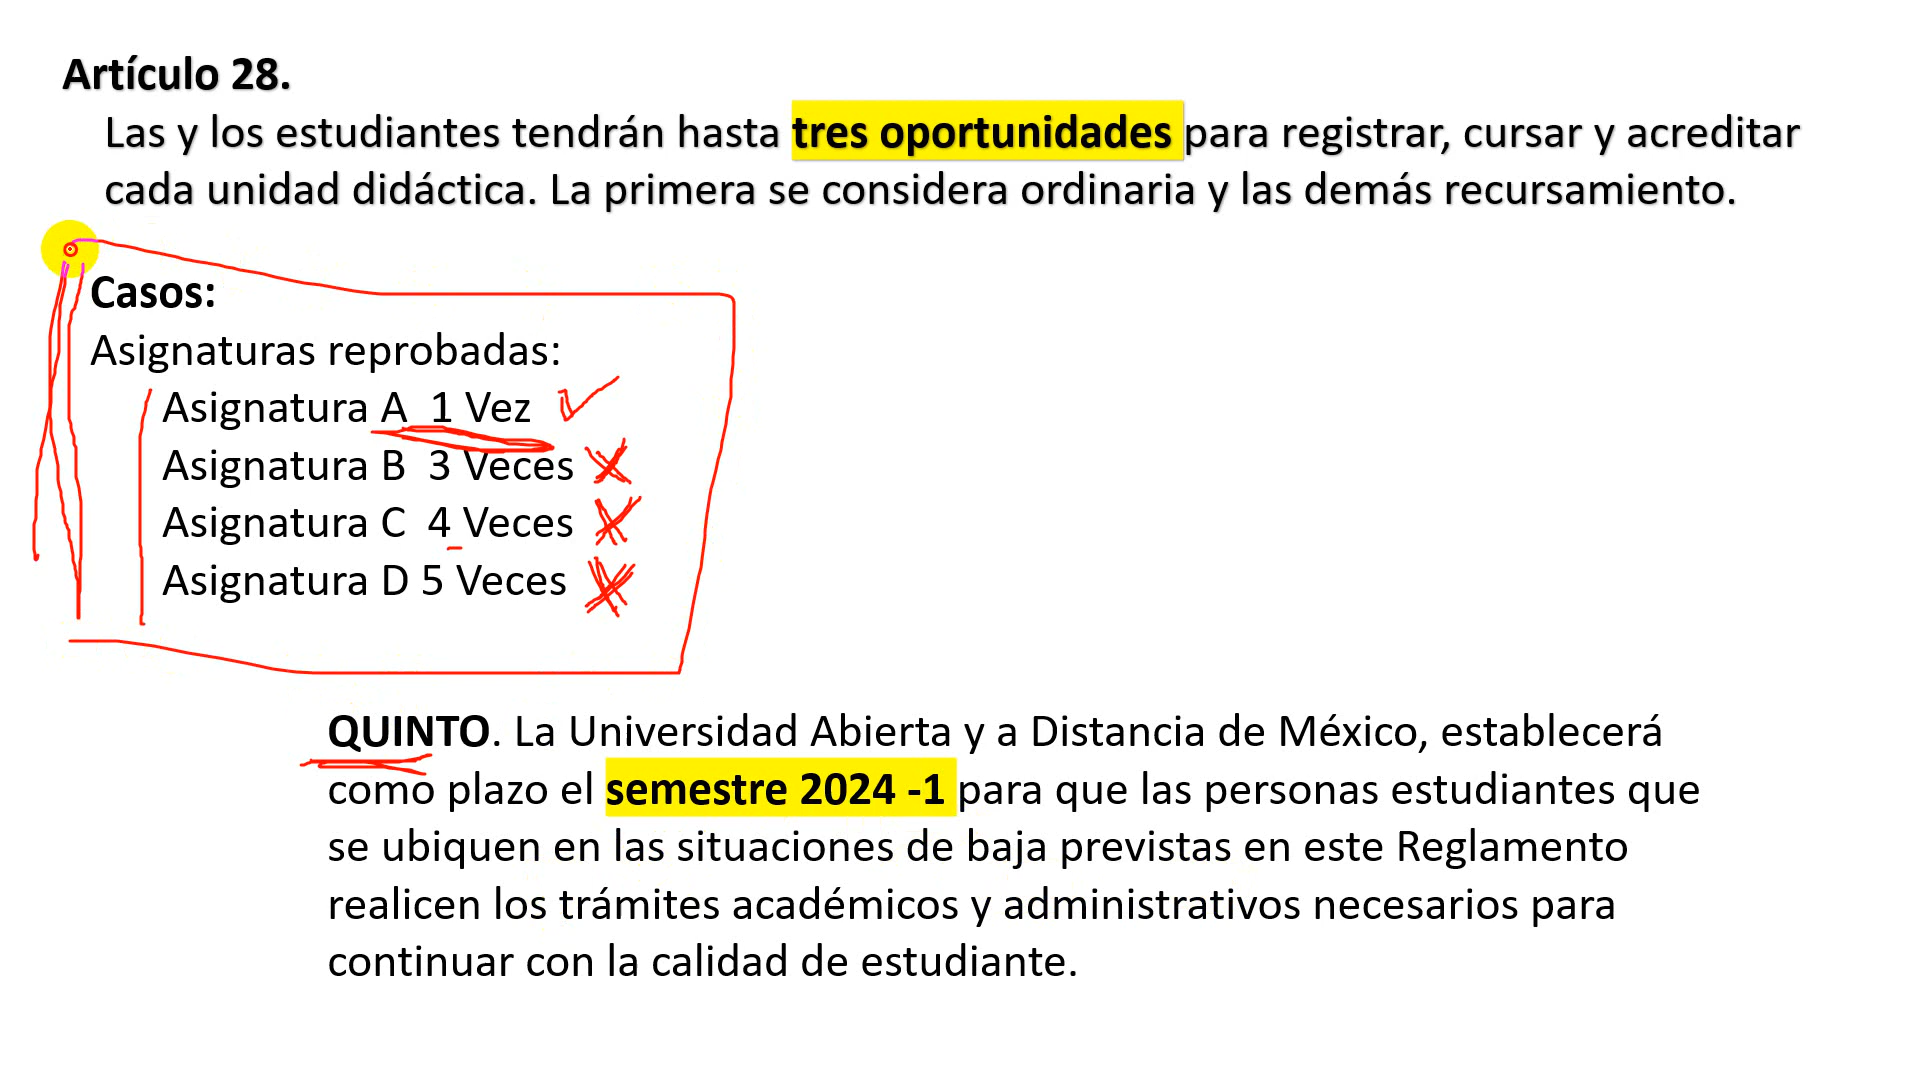 Artículo 28.
Las y los estudiantes tendrán hasta tres oportunidades para registrar, cursar y acreditar
cada unidad didáctica. La primera se considera ordinaria y las demás recursamiento.
Casos:
Asignaturas reprobadas:
Asignatura A 1 Vez
Asignatura B 3 Veces
Asignatura C 4 Veces
Asignatura D 5 Veces
QUINTO. La Universidad Abierta y a Distancia de México, establecerá
como plazo el semestre 2024 -1 para que las personas estudiantes que
se ubiquen en las situaciones de baja previstas en este Reglamento
realicen los trámites académicos y administrativos necesarios para
continuar con la calidad de estudiante.